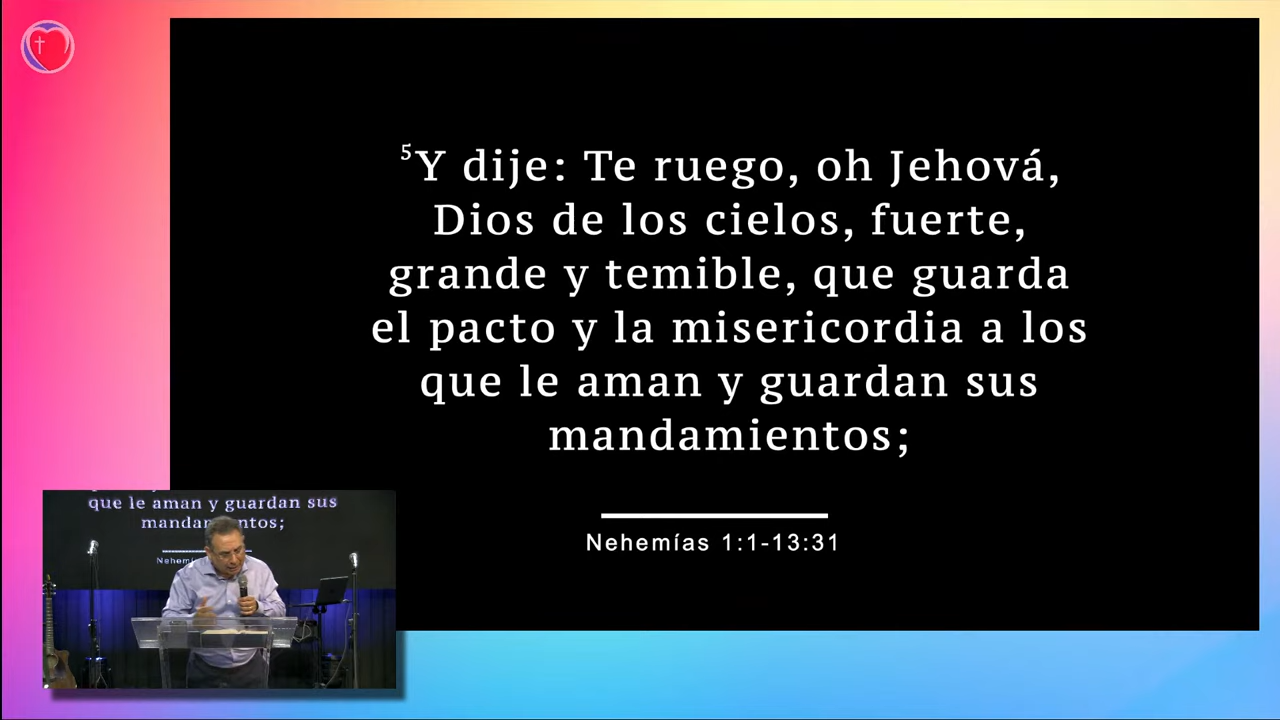 ⁵Y dije: Te ruego, oh Jehová,
Dios de los cielos, fuerte,
grande y temible, que guarda
el pacto y la misericordia a los
que le aman y guardan sus
mandamientos;
Nehemías 1:1-13:31
que le aman y guardan sus